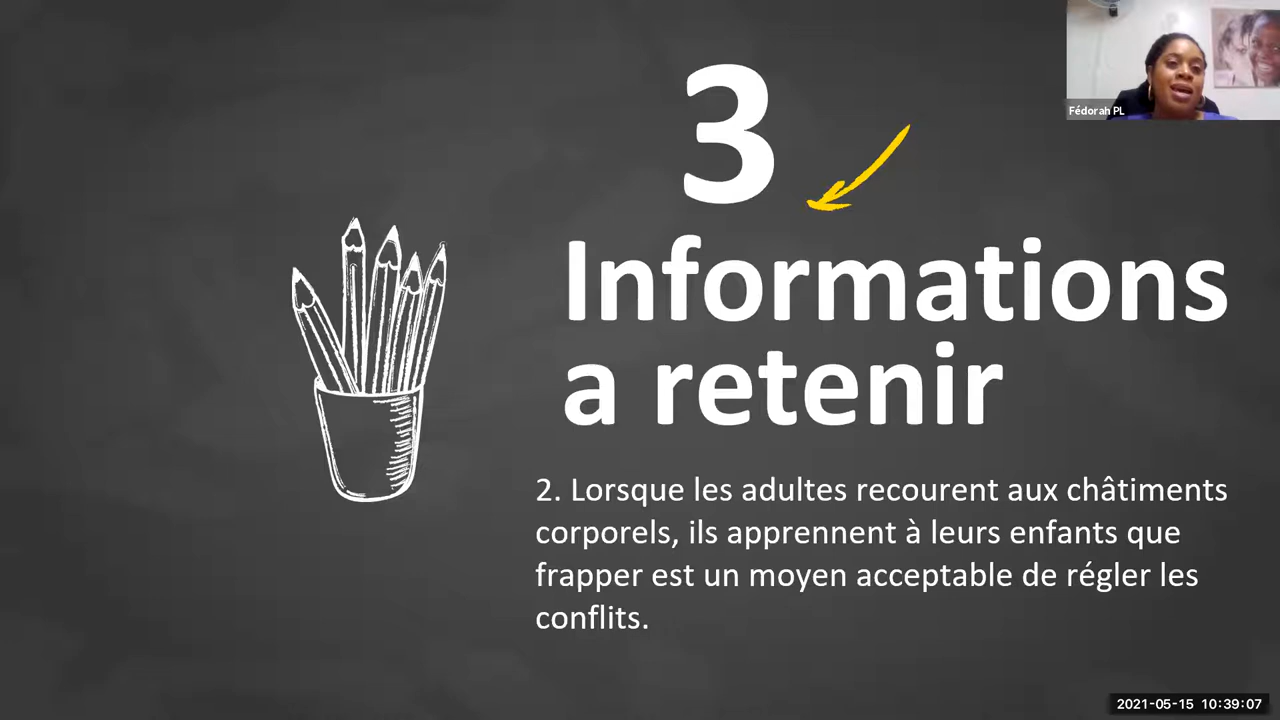 3
Informations
a retenir
2. Lorsque les adultes recourent aux châtiments
corporels, ils apprennent à leurs enfants que
frapper est un moyen acceptable de régler les
conflits.
Fédorah PL
2021-05-15 10:39:07